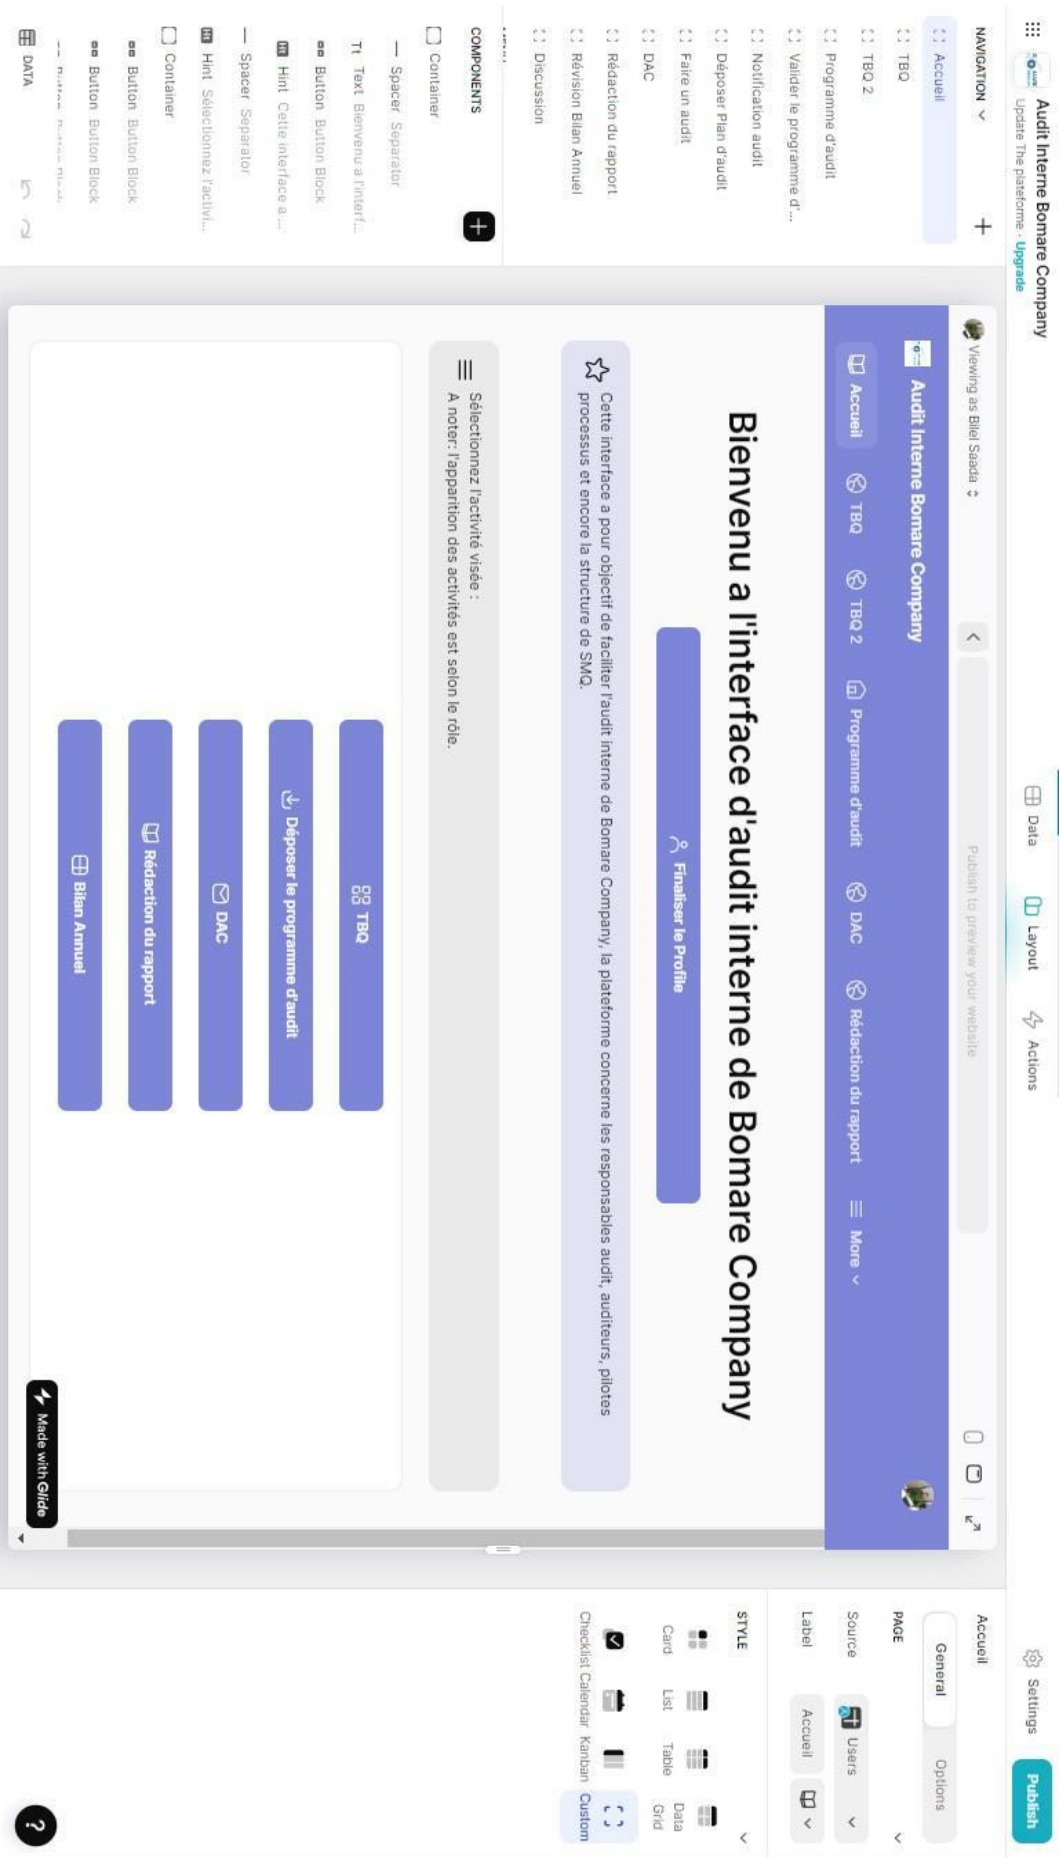 Audit Interne Bomare Company
Update The plateforme - Upgrade
Data
Layout
Actions
Settings
Publish
NAVIGATION
Accueil
TBQ
TBQ 2
Programme d'audit
Valider le programme d'...
Notification audit
Déposer Plan d'audit
Faire un audit
DAC
Rédaction du rapport
Révision Bilan Annuel
Discussion
COMPONENTS
Container
Spacer Separator
Tt Text Bienvenu a l'interf...
Button Button Block
Hint Cette interface a ...
Spacer Separator
Hint Sélectionnez l'activi...
Container
Button Button Block
Button Button Block
DATA
Viewing as Bilel Saada
Publish to preview your website
Audit Interne Bomare Company
Accueil
TBQ
TBQ 2
Programme d'audit
DAC
Rédaction du rapport
More
Bienvenu a l'interface d'audit interne de Bomare Company
Finaliser le Profile
Cette interface a pour objectif de faciliter l'audit interne de Bomare Company, la plateforme concerne les responsables audit, auditeurs, pilotes
processus et encore la structure de SMQ.
Sélectionnez l'activité visée :
A noter: l'apparition des activités est selon le rôle.
TBQ
Déposer le programme d'audit
DAC
Rédaction du rapport
Bilan Annuel
Made with Glide
Accueil
General
Options
PAGE
Source
Users
Label
Accueil
STYLE
Card
List
Table
Data
Grid
Checklist
Calendar
Kanban
Custom
?